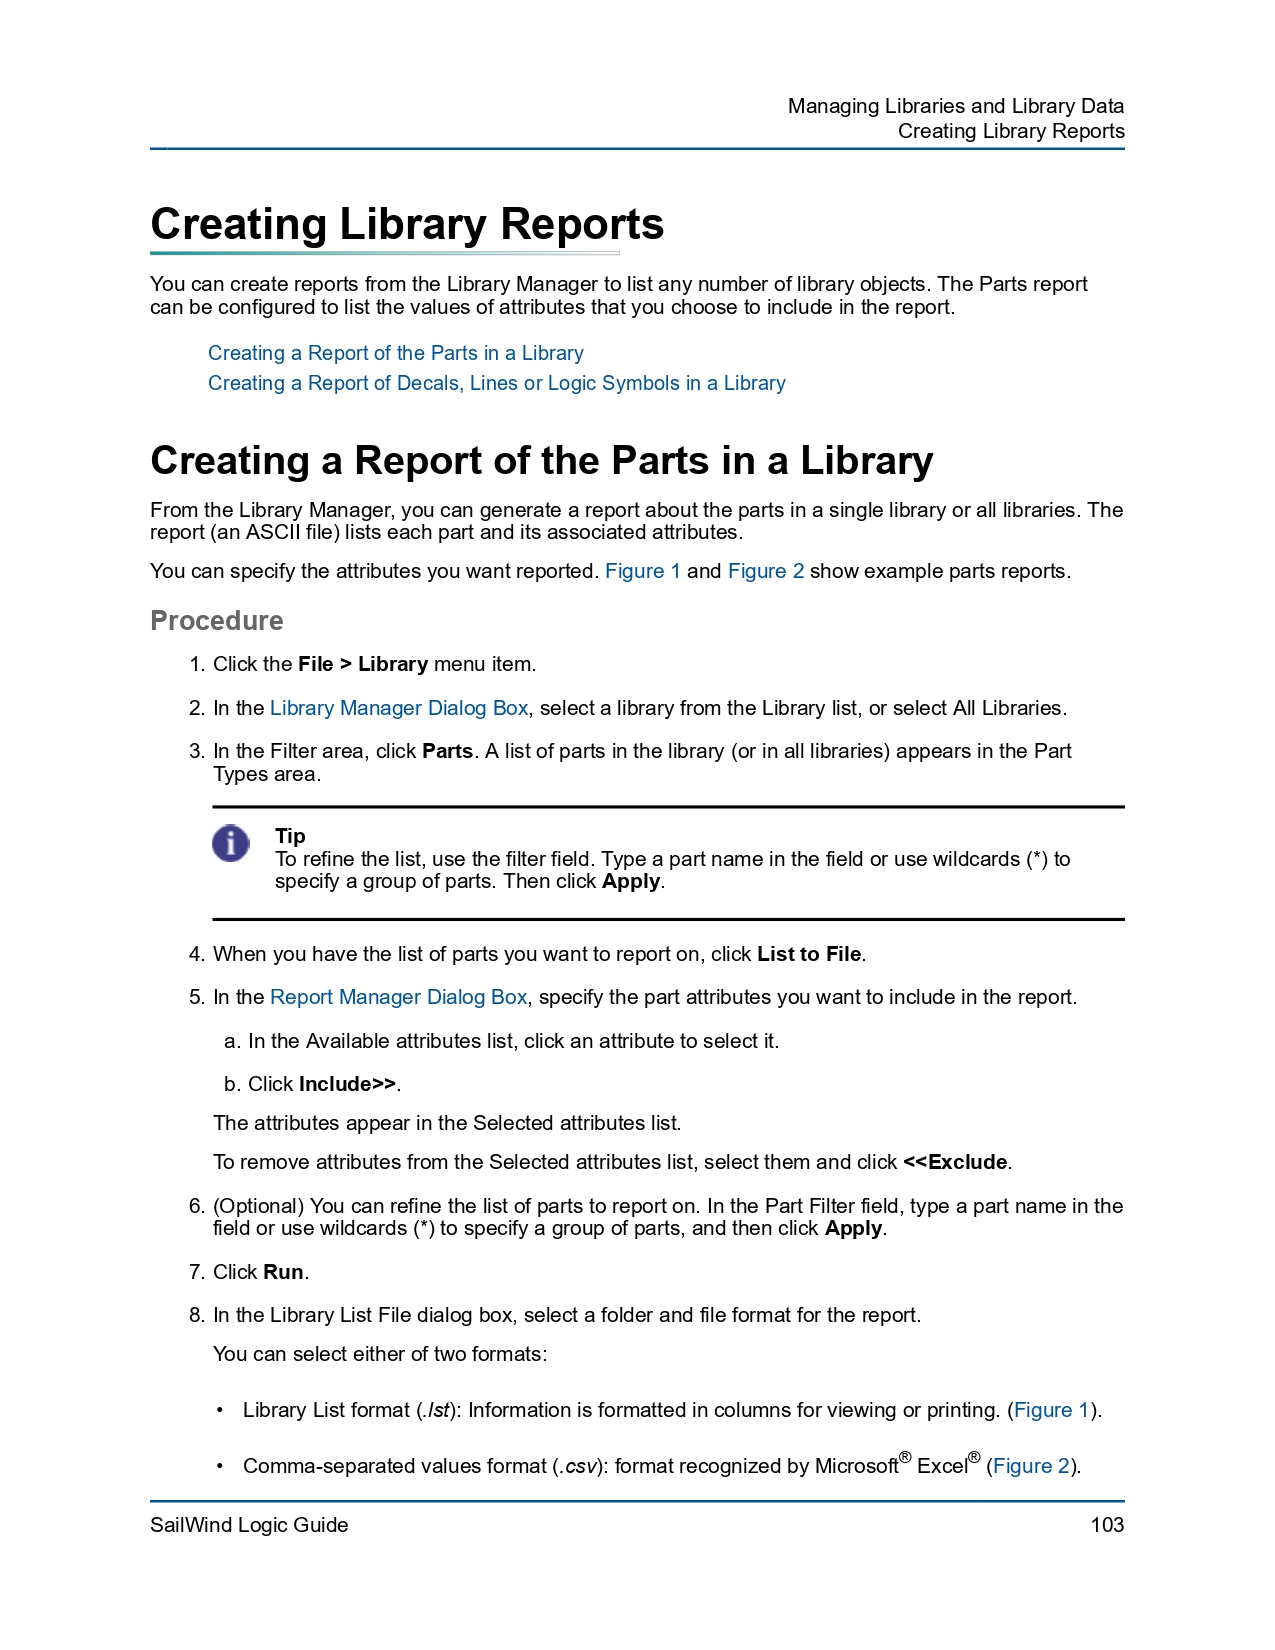 Managing Libraries and Library Data
Creating Library Reports
Creating Library Reports
You can create reports from the Library Manager to list any number of library objects. The Parts report
can be configured to list the values of attributes that you choose to include in the report.
Creating a Report of the Parts in a Library
Creating a Report of Decals, Lines or Logic Symbols in a Library
Creating a Report of the Parts in a Library
From the Library Manager, you can generate a report about the parts in a single library or all libraries. The
report (an ASCII file) lists each part and its associated attributes.
You can specify the attributes you want reported. Figure 1 and Figure 2 show example parts reports.
Procedure
1. Click the File > Library menu item.
2. In the Library Manager Dialog Box, select a library from the Library list, or select All Libraries.
3. In the Filter area, click Parts. A list of parts in the library (or in all libraries) appears in the Part
Types area.
Tip
To refine the list, use the filter field. Type a part name in the field or use wildcards (*) to
specify a group of parts. Then click Apply.
4. When you have the list of parts you want to report on, click List to File.
5. In the Report Manager Dialog Box, specify the part attributes you want to include in the report.
a. In the Available attributes list, click an attribute to select it.
b. Click Include>>.
The attributes appear in the Selected attributes list.
To remove attributes from the Selected attributes list, select them and click <<Exclude.
6. (Optional) You can refine the list of parts to report on. In the Part Filter field, type a part name in the
field or use wildcards (*) to specify a group of parts, and then click Apply.
7. Click Run.
8. In the Library List File dialog box, select a folder and file format for the report.
You can select either of two formats:
• Library List format (.lst): Information is formatted in columns for viewing or printing. (Figure 1).
• Comma-separated values format (.csv): format recognized by Microsoft® Excel® (Figure 2).
SailWind Logic Guide
103